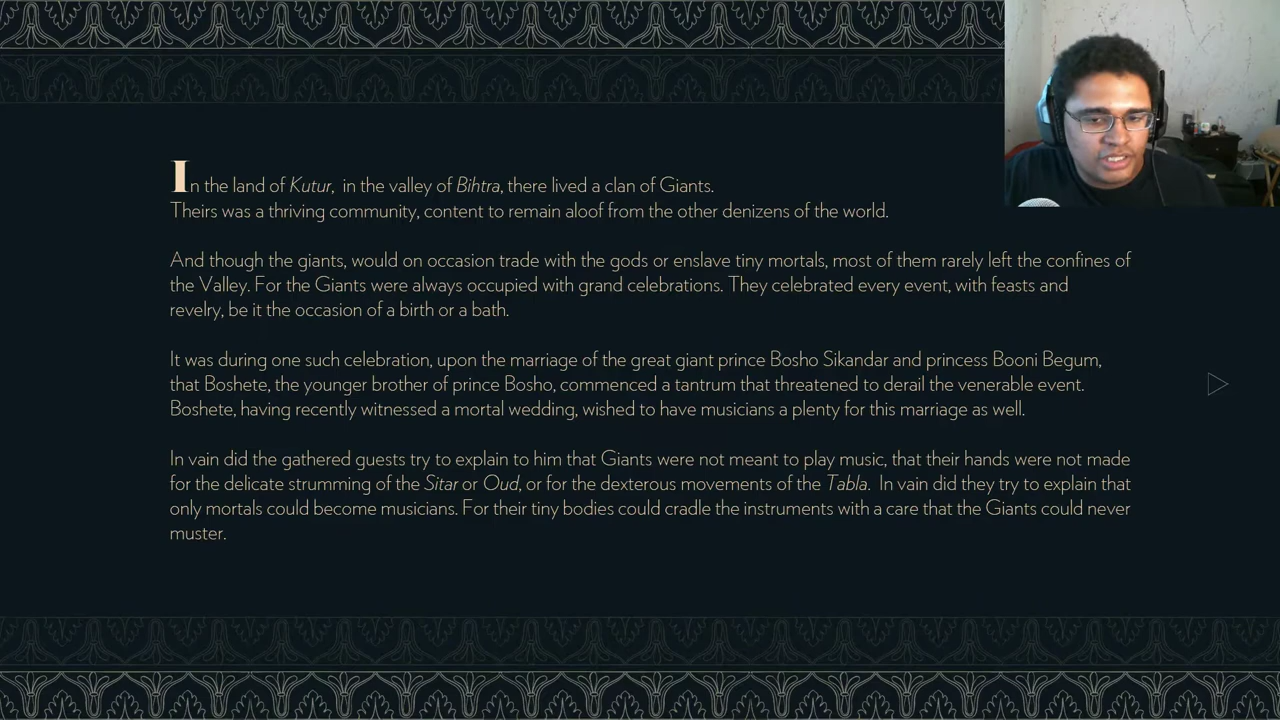 In the land of Kutur, in the valley of Bihtra, there lived a clan of Giants.
Theirs was a thriving community, content to remain aloof from the other denizens of the world.
And though the giants, would on occasion trade with the gods or enslave tiny mortals, most of them rarely left the confines of
the Valley. For the Giants were always occupied with grand celebrations. They celebrated every event, with feasts and
revelry, be it the occasion of a birth or a bath.
It was during one such celebration, upon the marriage of the great giant prince Bosho Sikandar and princess Booni Begum,
that Boshete, the younger brother of prince Bosho, commenced a tantrum that threatened to derail the venerable event.
Boshete, having recently witnessed a mortal wedding, wished to have musicians a plenty for this marriage as well.
In vain did the gathered guests try to explain to him that Giants were not meant to play music, that their hands were not made
for the delicate strumming of the Sitar or Oud, or for the dexterous movements of the Tabla. In vain did they try to explain that
only mortals could become musicians. For their tiny bodies could cradle the instruments with a care that the Giants could never
muster.